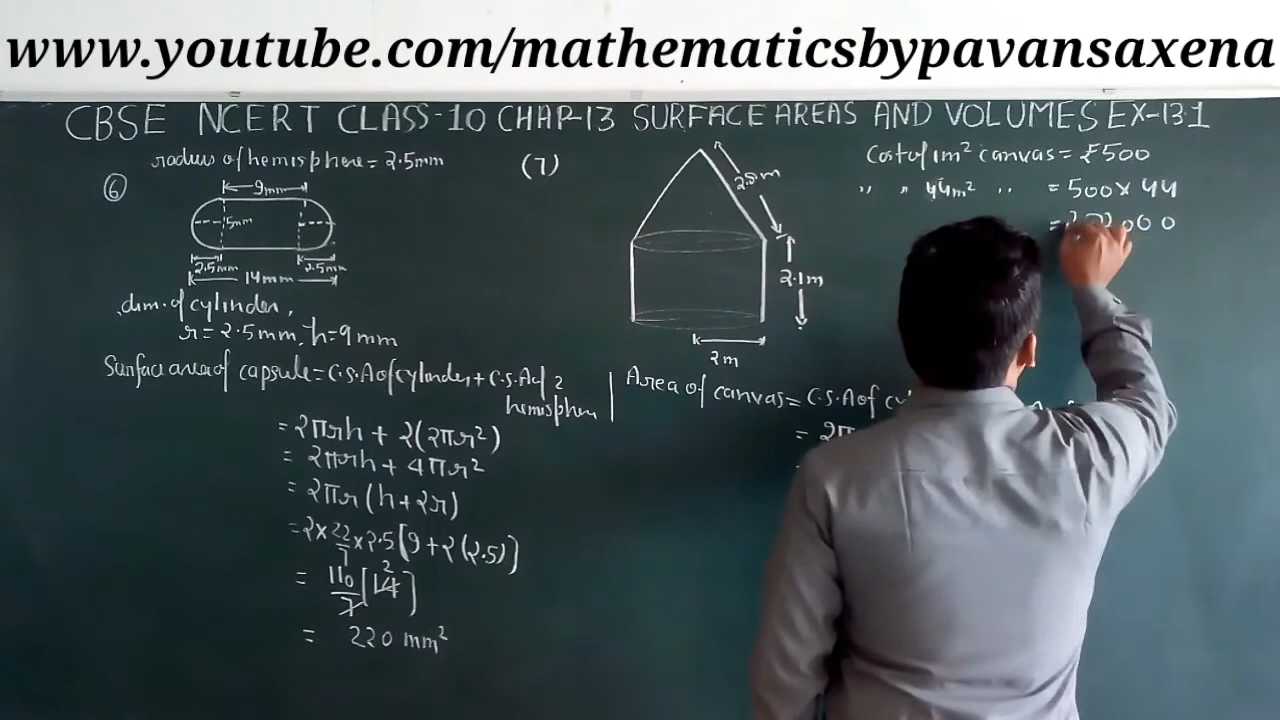 www.youtube.com/mathematicsbypavansaxena
CBSE NCERT CLASS-10 CHAP-13 SURFACE AREAS AND VOLUMES EX-13.1
radius of hemisphere = 2.5mm
(6)
9mm
5mm
2.5mm
2.5mm
14mm
dim. of cylinder,
r = 2.5mm, h = 9mm
Surface area of capsule = C.S.A of cylinder + C.S.A of 2
hemisphere
= 2πrh + 2(2πr²)
= 2πrh + 4πr²
= 2πr(h+2r)
= 2×22/7×2.5[9+2(2.5)]
= 110/7[14] 2
= 220 mm²
(7)
2.8m
2.1m
2m
Area of canvas = C.S.A of
= 2π
Cost of 1m² canvas = ₹500
,, ,, 44m² ,, = 500×44